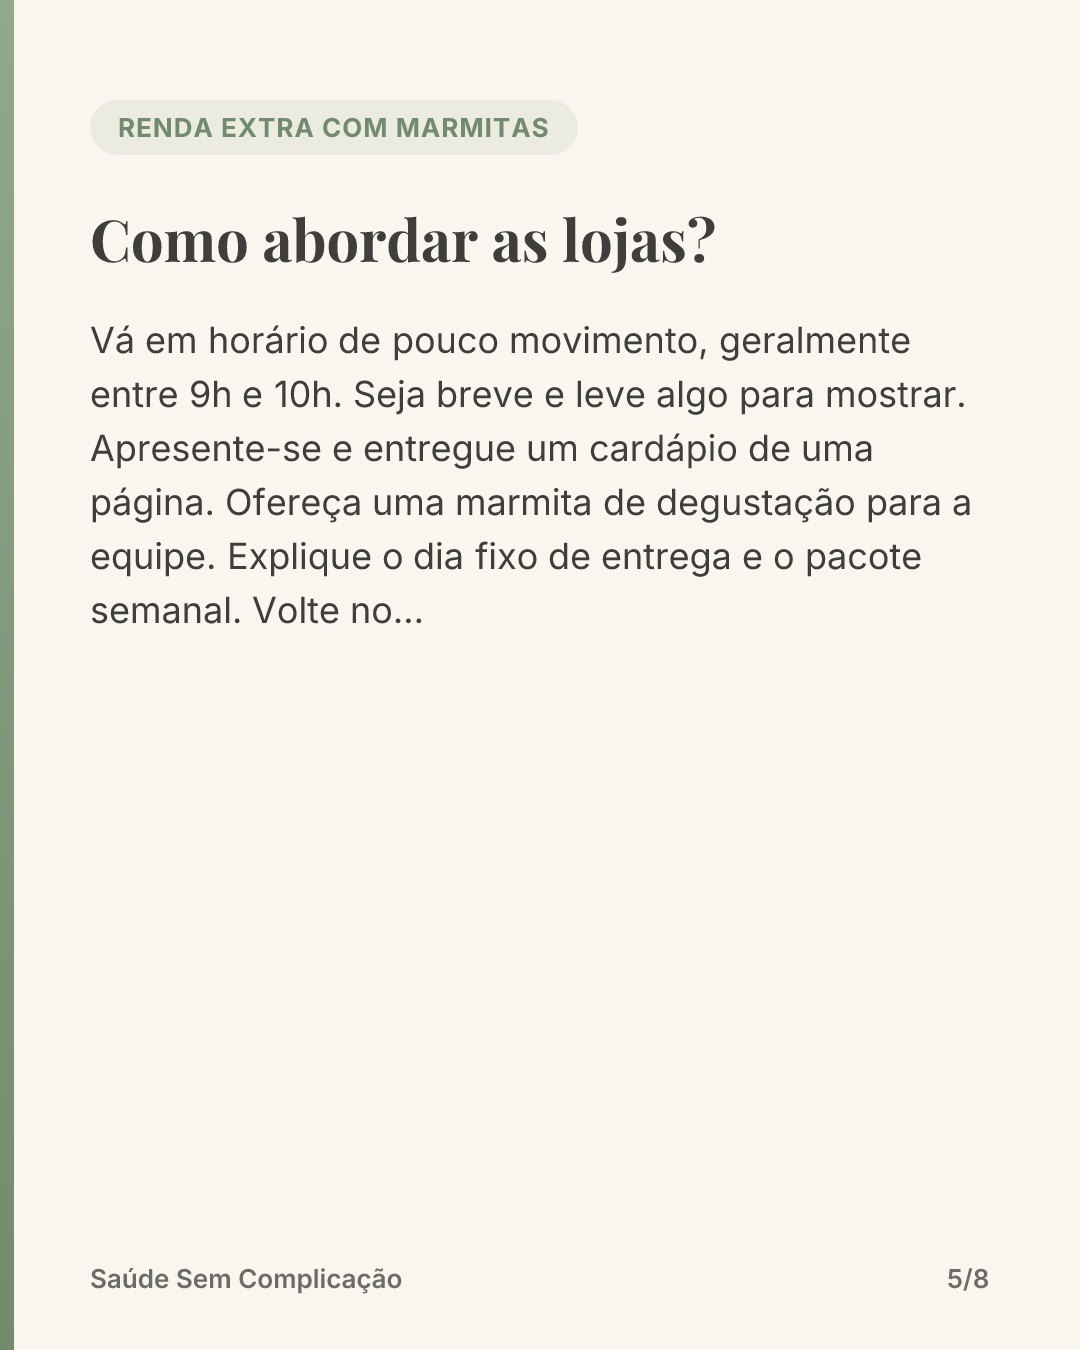 RENDA EXTRA COM MARMITAS
Como abordar as lojas?
Vá em horário de pouco movimento, geralmente
entre 9h e 10h. Seja breve e leve algo para mostrar.
Apresente-se e entregue um cardápio de uma
página. Ofereça uma marmita de degustação para a
equipe. Explique o dia fixo de entrega e o pacote
semanal. Volte no...
Saúde Sem Complicação
5/8